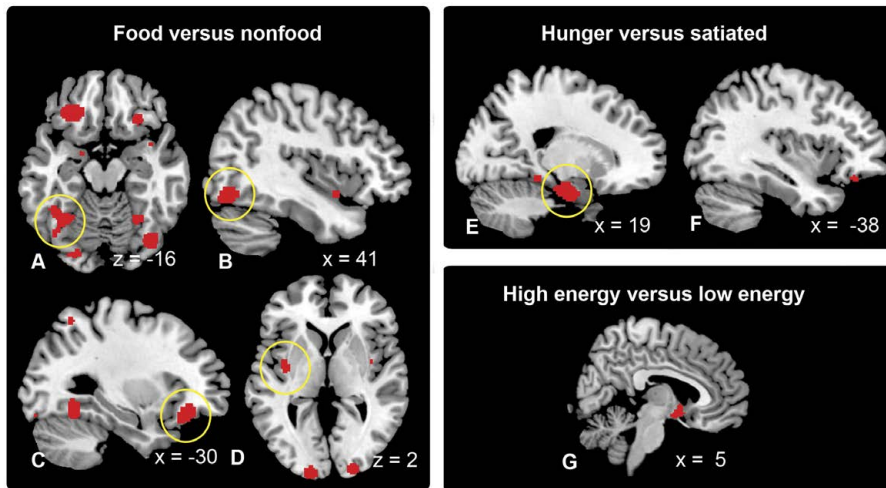 Food versus nonfood
A
z = -16
B
x = 41
C
x = -30
D
z = 2
Hunger versus satiated
E
x = 19
F
x = -38
High energy versus low energy
G
x = 5